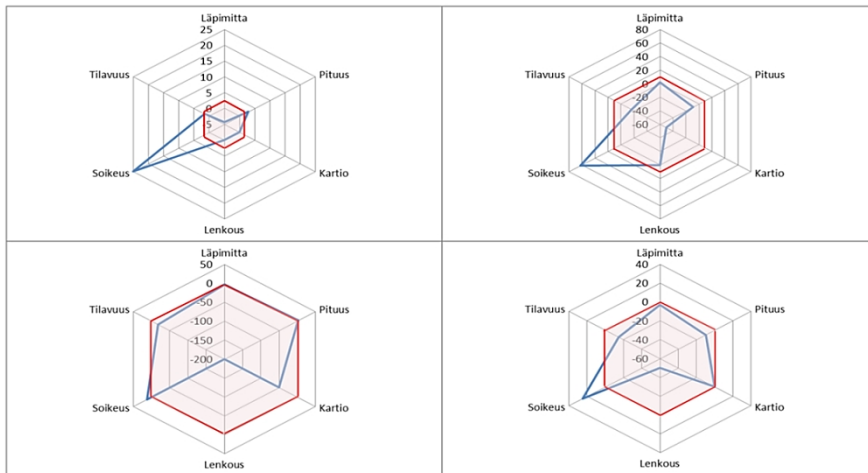 Läpimitta
25
20
15
10
5
0
5
Tilavuus
Pituus
Soikeus
Kartio
Lenkous
Läpimitta
80
60
40
20
0
-20
-40
-60
Tilavuus
Pituus
Soikeus
Kartio
Lenkous
Läpimitta
50
0
-50
-100
-150
-200
Tilavuus
Pituus
Soikeus
Kartio
Lenkous
Läpimitta
40
20
0
-20
-40
-60
Tilavuus
Pituus
Soikeus
Kartio
Lenkous